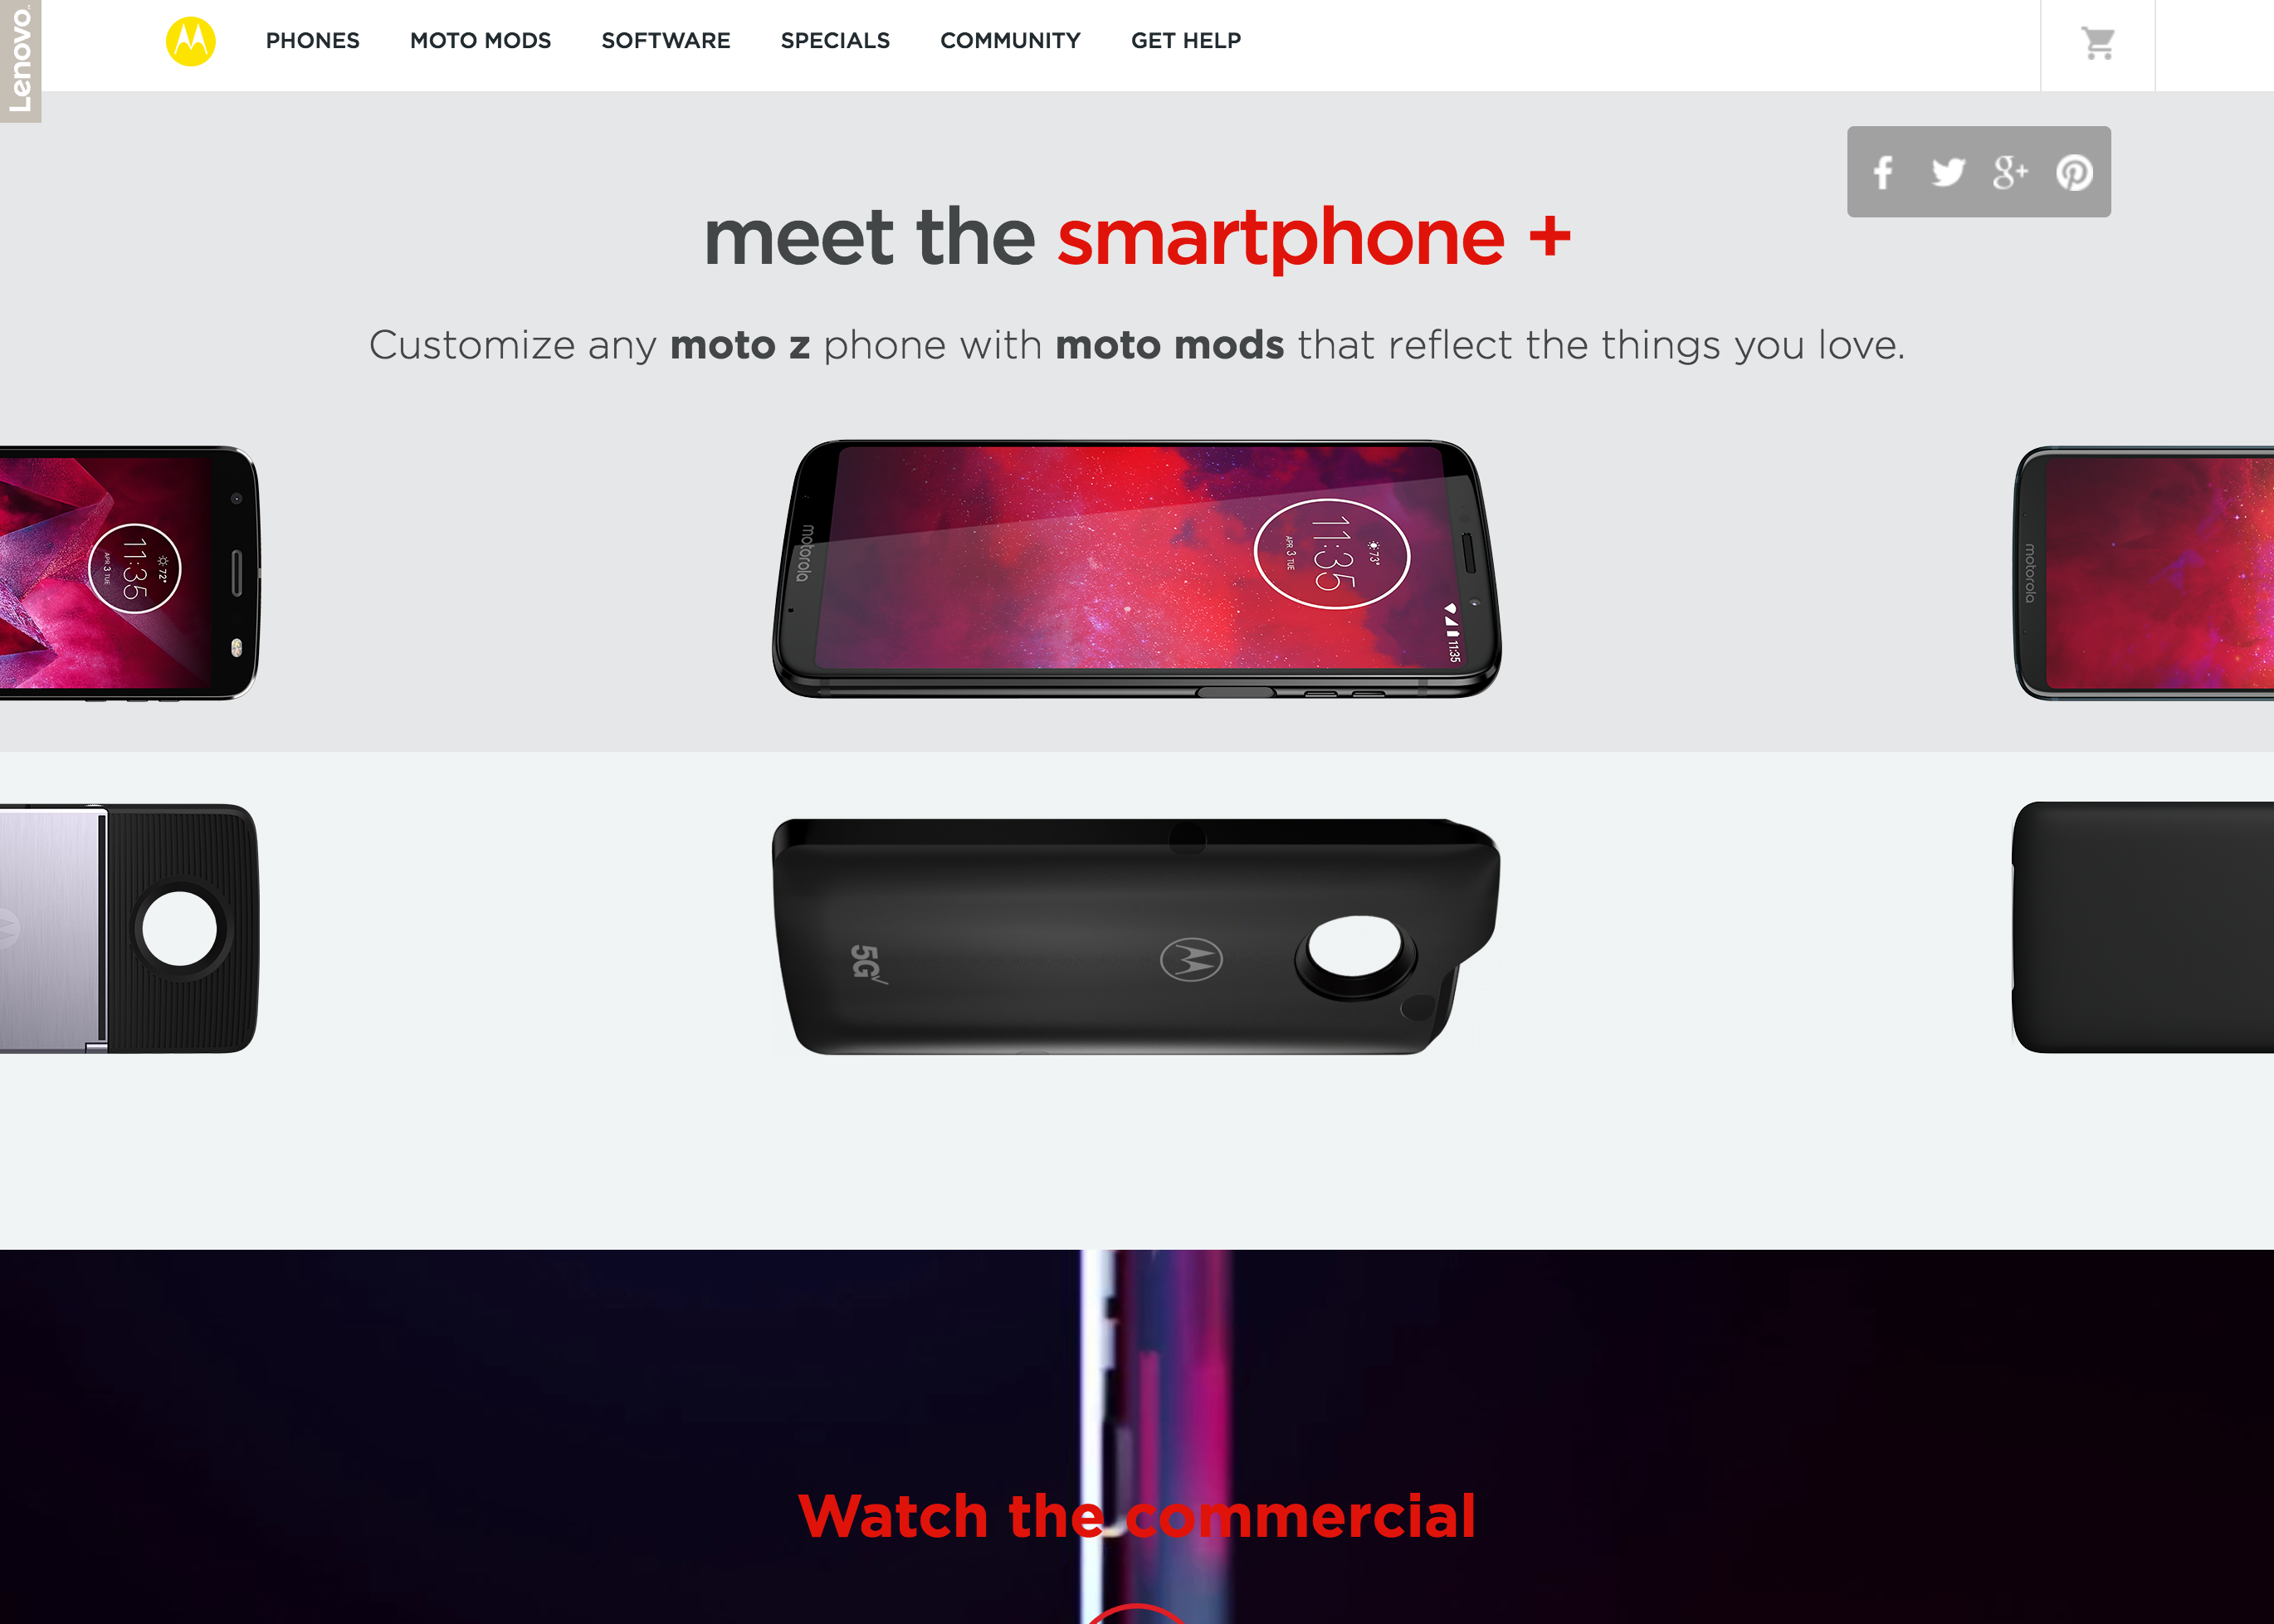 Lenovo
PHONES MOTO MODS SOFTWARE SPECIALS COMMUNITY GET HELP
meet the smartphone +
Customize any moto z phone with moto mods that reflect the things you love.
11:35
APR 3 TUE
72°
motorola
11:35
APR 3 TUE
73°
11:35
motorola
5G
Watch the commercial